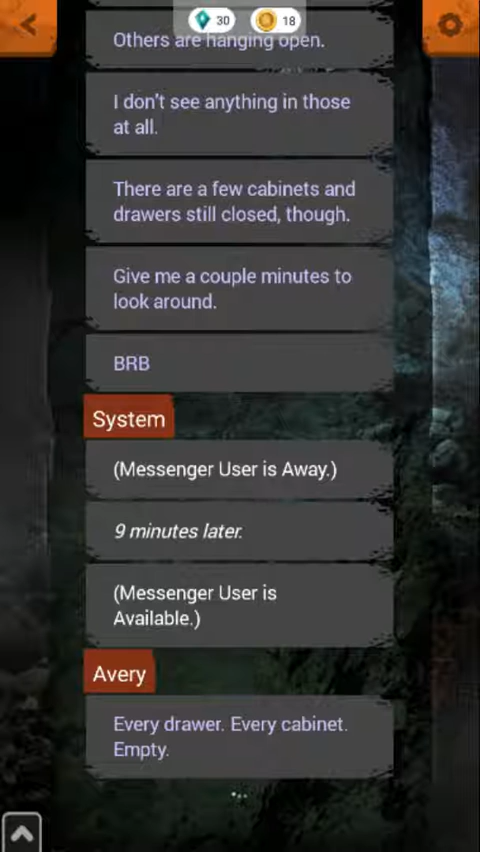 30
18
Others are hanging open.
I don't see anything in those
at all.
There are a few cabinets and
drawers still closed, though.
Give me a couple minutes to
look around.
BRB
System
(Messenger User is Away.)
9 minutes later.
(Messenger User is
Available.)
Avery
Every drawer. Every cabinet.
Empty.
...